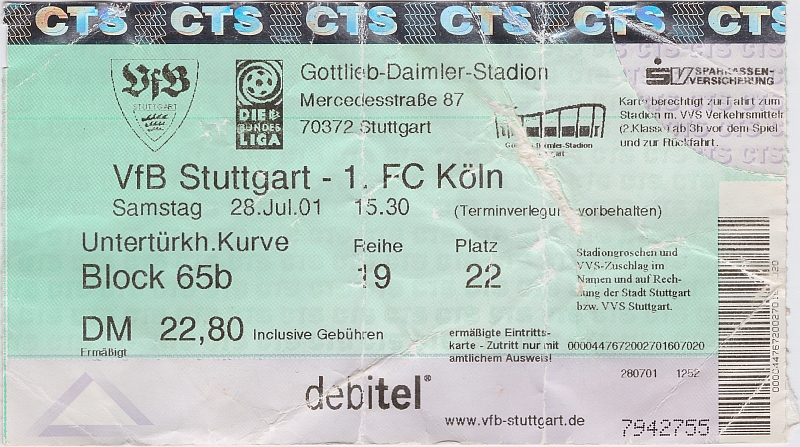 CTS CTS CTS CTS CTS CTS CTS
VfB
STUTTGART
DIE
BUNDES
LIGA
Gottlieb-Daimler-Stadion
Mercedesstraße 87
70372 Stuttgart
SV SPARKASSEN-
VERSICHERUNG
Karte berechtigt zur Fahrt zum
Stadion m. VVS Verkehrsmitteln
(2.Klasse) ab 3h vor dem Spiel
und zur Rückfahrt.
VfB Stuttgart - 1. FC Köln
Samstag 28.Jul.01 15.30 (Terminverlegung vorbehalten)
Untertürkh.Kurve Reihe Platz
Block 65b 19 22
Stadiongroschen und
VVS-Zuschlag im
Namen und auf Rech-
nung der Stadt Stuttgart
bzw. VVS Stuttgart.
DM 22,80 Inclusive Gebühren
Ermäßigt
ermäßigte Eintritts-
karte - Zutritt nur mit
amtlichem Ausweis!
0000447672002701607020
280701 1252
debitel®
www.vfb-stuttgart.de
7942755